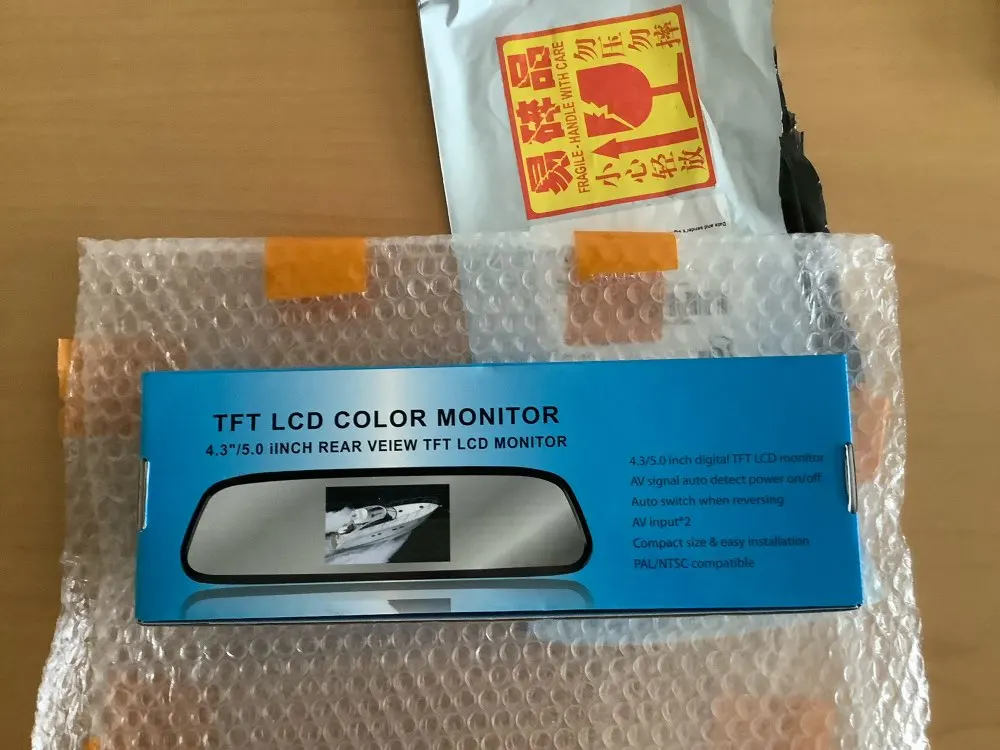 易碎品
FRAGILE - HANDLE WITH CARE
勿压勿摔
小心轻放
Data and sender's
TFT LCD COLOR MONITOR
4.3"/5.0 iINCH REAR VEIEW TFT LCD MONITOR
4.3/5.0 inch digital TFT LCD monitor
AV signal auto detect power on/off
Auto switch when reversing
AV input*2
Compact size & easy installation
PAL/NTSC compatible